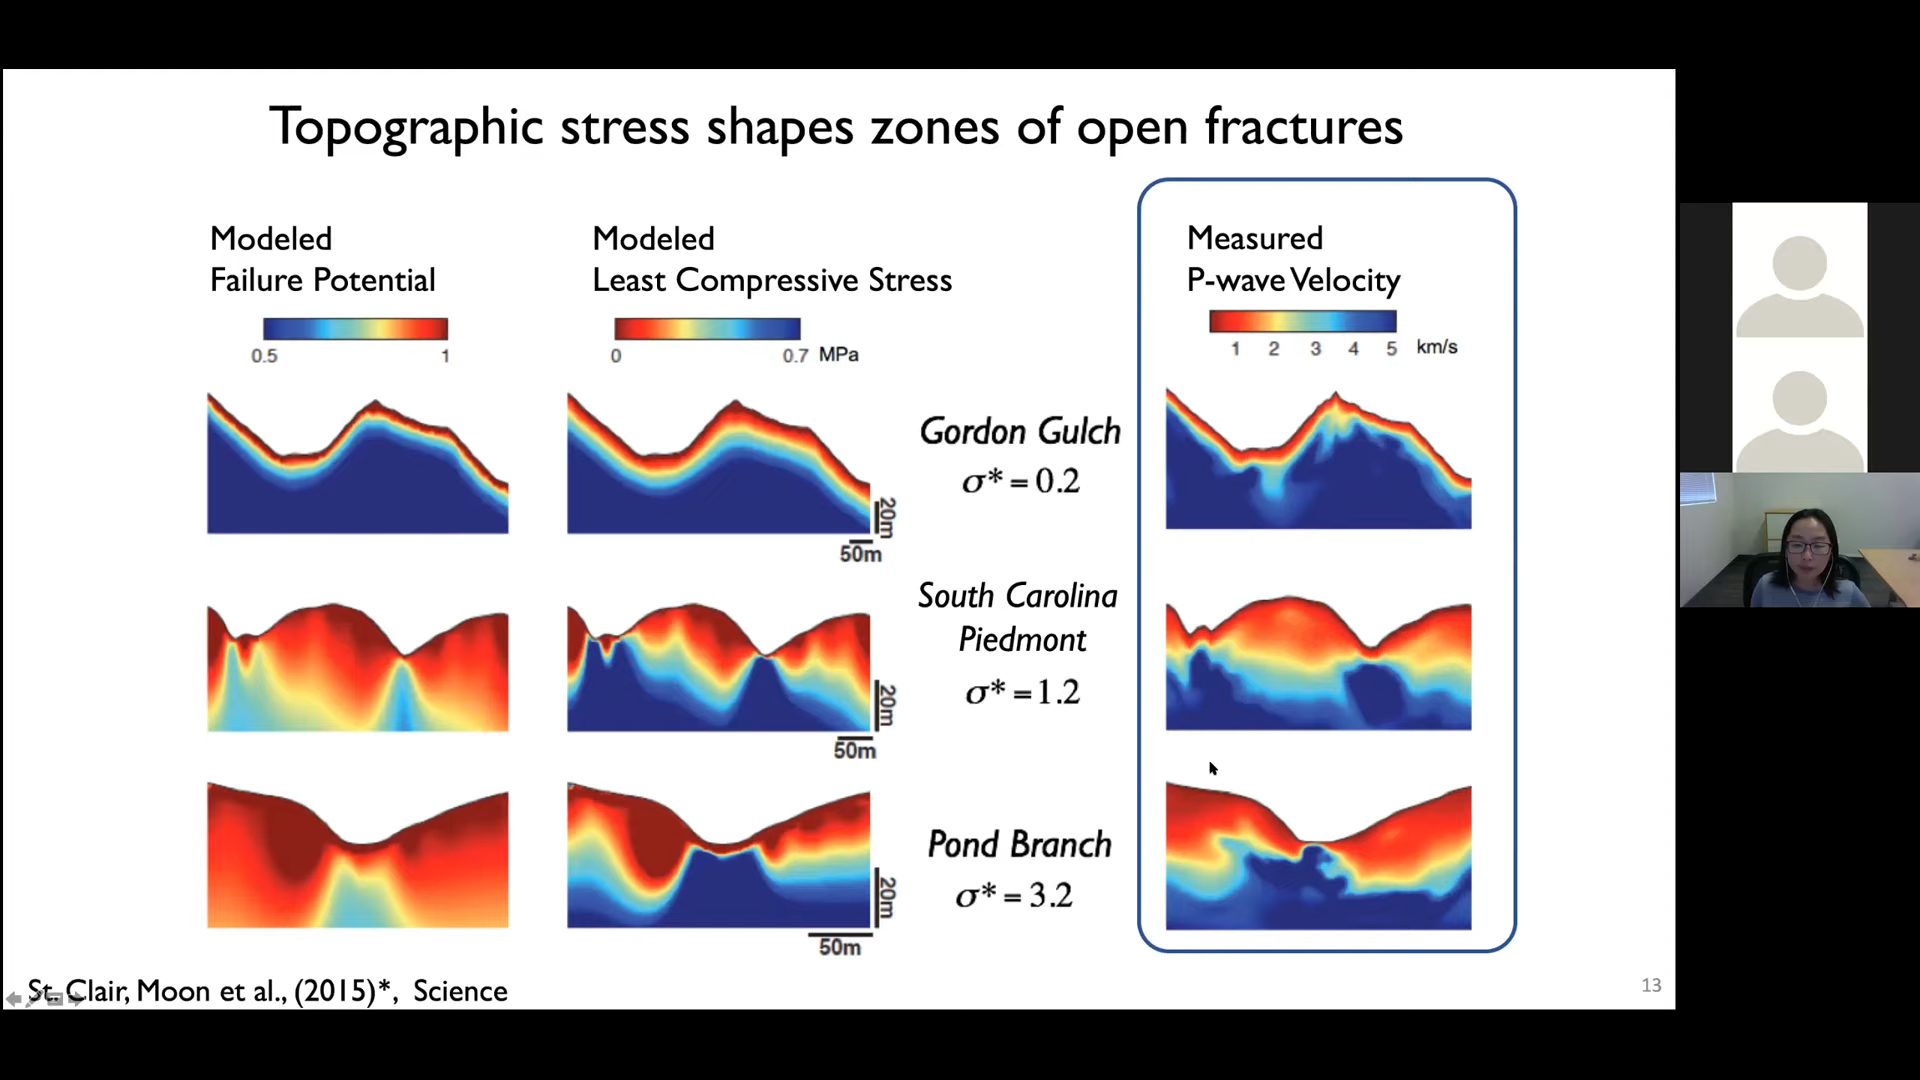 Topographic stress shapes zones of open fractures
Modeled
Failure Potential
0.5 1
Modeled
Least Compressive Stress
0 0.7 MPa
Measured
P-wave Velocity
1 2 3 4 5 km/s
Gordon Gulch
σ* = 0.2
20m
50m
South Carolina
Piedmont
σ* = 1.2
20m
50m
Pond Branch
σ* = 3.2
20m
50m
St. Clair, Moon et al., (2015)*, Science
13